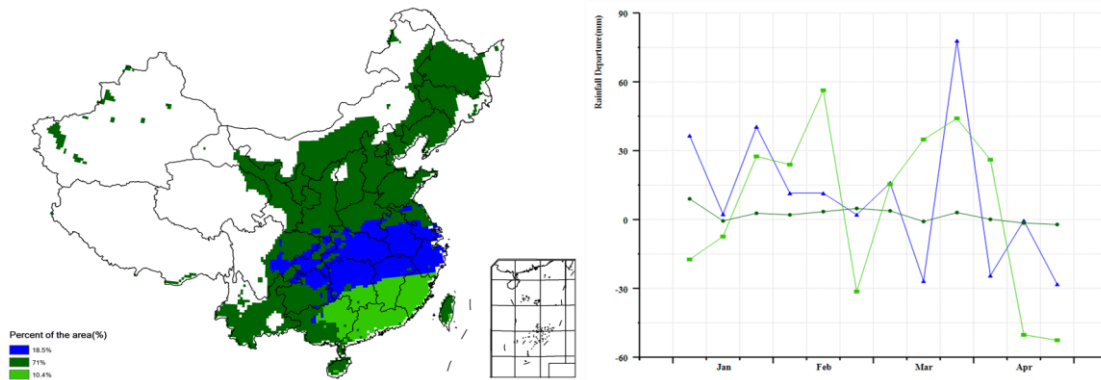 Percent of the area(%)
18.5%
71%
10.4%
Rainfall Departure(mm)
90
60
30
0
-30
-60
Jan
Feb
Mar
Apr